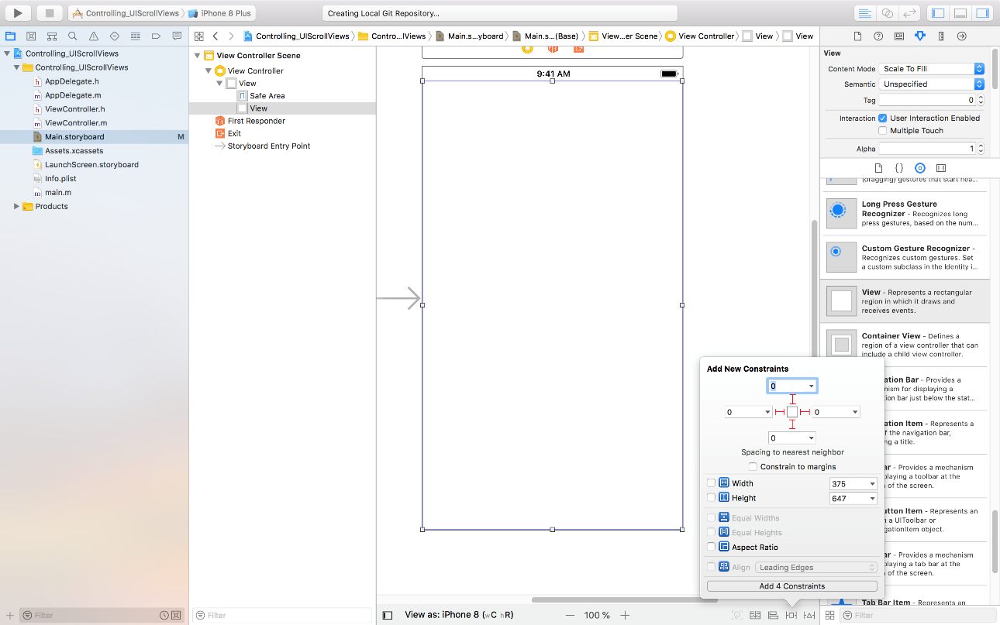 Controlling_UIScrollViews
iPhone 8 Plus
Creating Local Git Repository...
Controlling_UIScrollViews
Contro...lViews
Main.s...yboard
Main.s...(Base)
View...er Scene
View Controller
View
View
Controlling_UIScrollViews
Controlling_UIScrollViews
h AppDelegate.h
m AppDelegate.m
h ViewController.h
m ViewController.m
Main.storyboard M
Assets.xcassets
LaunchScreen.storyboard
Info.plist
m main.m
Products
Filter
View Controller Scene
View Controller
View
Safe Area
View
First Responder
Exit
Storyboard Entry Point
Filter
9:41 AM
View as: iPhone 8 (wC hR)
100 %
Add New Constraints
0
0
0
0
Spacing to nearest neighbor
Constrain to margins
Width 375
Height 647
Equal Widths
Equal Heights
Aspect Ratio
Align Leading Edges
Add 4 Constraints
View
Content Mode Scale To Fill
Semantic Unspecified
Tag 0
Interaction User Interaction Enabled
Multiple Touch
Alpha 1
{}
(dragging) gestures that start nea...
Long Press Gesture
Recognizer - Recognizes long
press gestures, based on the num...
Custom Gesture Recognizer -
Recognizes custom gestures. Set
a custom subclass in the Identity i...
View - Represents a rectangular
region in which it draws and
receives events.
Container View - Defines a
region of a view controller that can
include a child view controller.
ation Bar - Provides a
nism for displaying a
tion bar just below the stat...
ation Item - Represents a
of the navigation bar,
ng a title.
ar - Provides a mechanism
playing a toolbar at the
of the screen.
utton Item - Represents an
n a UIToolbar or
gationItem object.
ar - Provides a mechanism
playing a tab bar at the
of the screen.
Tab Bar Item - Represents an
Filter